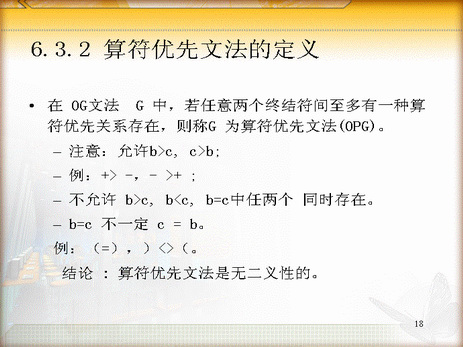 6.3.2 算符优先文法的定义
• 在 OG文法 G 中，若任意两个终结符间至多有一种算
符优先关系存在，则称G 为算符优先文法(OPG)。
– 注意：允许b>c, c>b;
– 例：+> -，- >+ ;
– 不允许 b>c, b<c, b=c中任两个 同时存在。
– b=c 不一定 c = b。
例：（=），）<>（。
结论 : 算符优先文法是无二义性的。
18